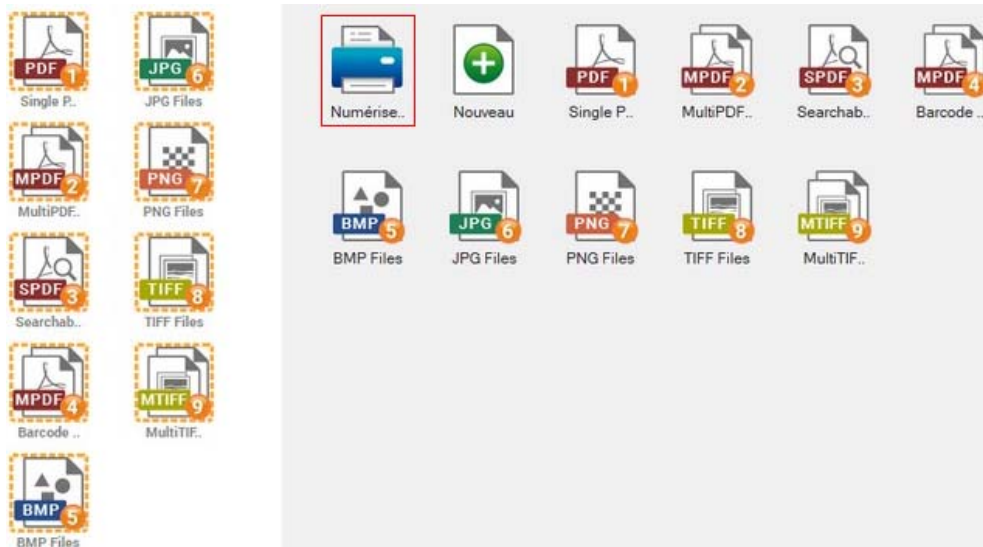 PDF 1
Single P..
JPG 6
JPG Files
MPDF 2
MultiPDF..
PNG 7
PNG Files
SPDF 3
Searchab..
TIFF 8
TIFF Files
MPDF 4
Barcode ..
MTIFF 9
MultiTIF..
BMP 5
BMP Files
Numérise..
Nouveau
PDF 1
Single P..
MPDF 2
MultiPDF..
SPDF 3
Searchab..
MPDF 4
Barcode ..
BMP 5
BMP Files
JPG 6
JPG Files
PNG 7
PNG Files
TIFF 8
TIFF Files
MTIFF 9
MultiTIF..